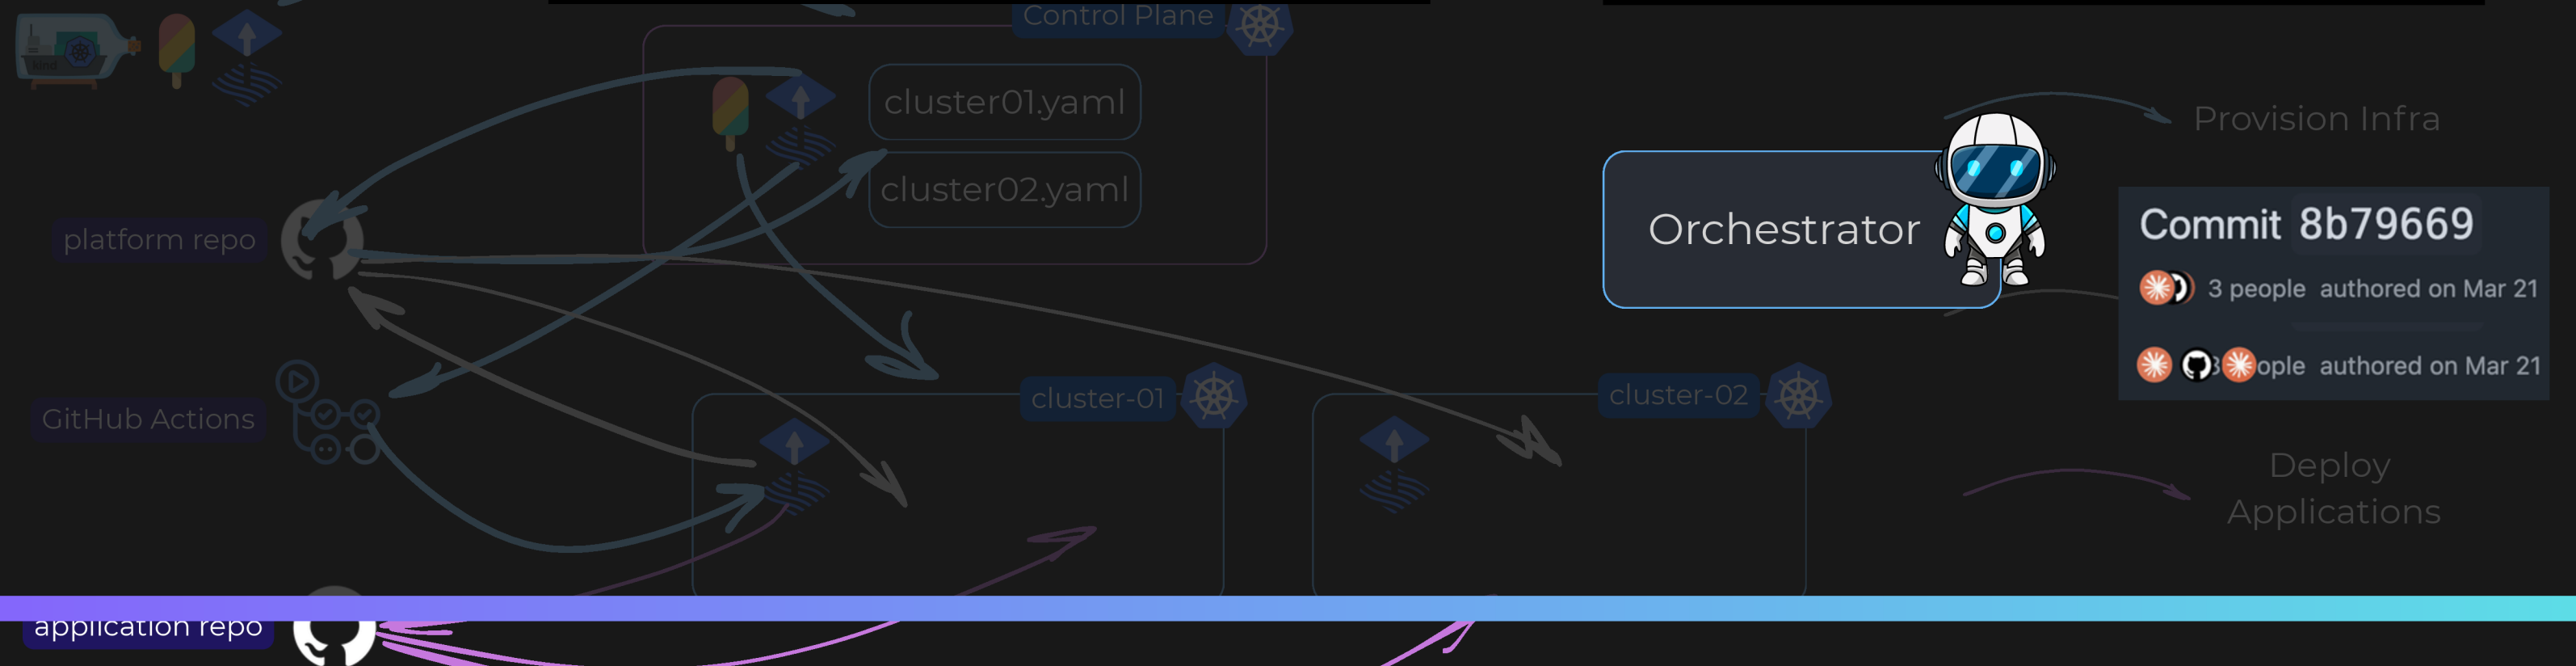 Control Plane
kind
cluster01.yaml
cluster02.yaml
platform repo
GitHub Actions
cluster-01
cluster-02
application repo
Orchestrator
Provision Infra
Commit 8b79669
3 people authored on Mar 21
ople authored on Mar 21
Deploy
Applications